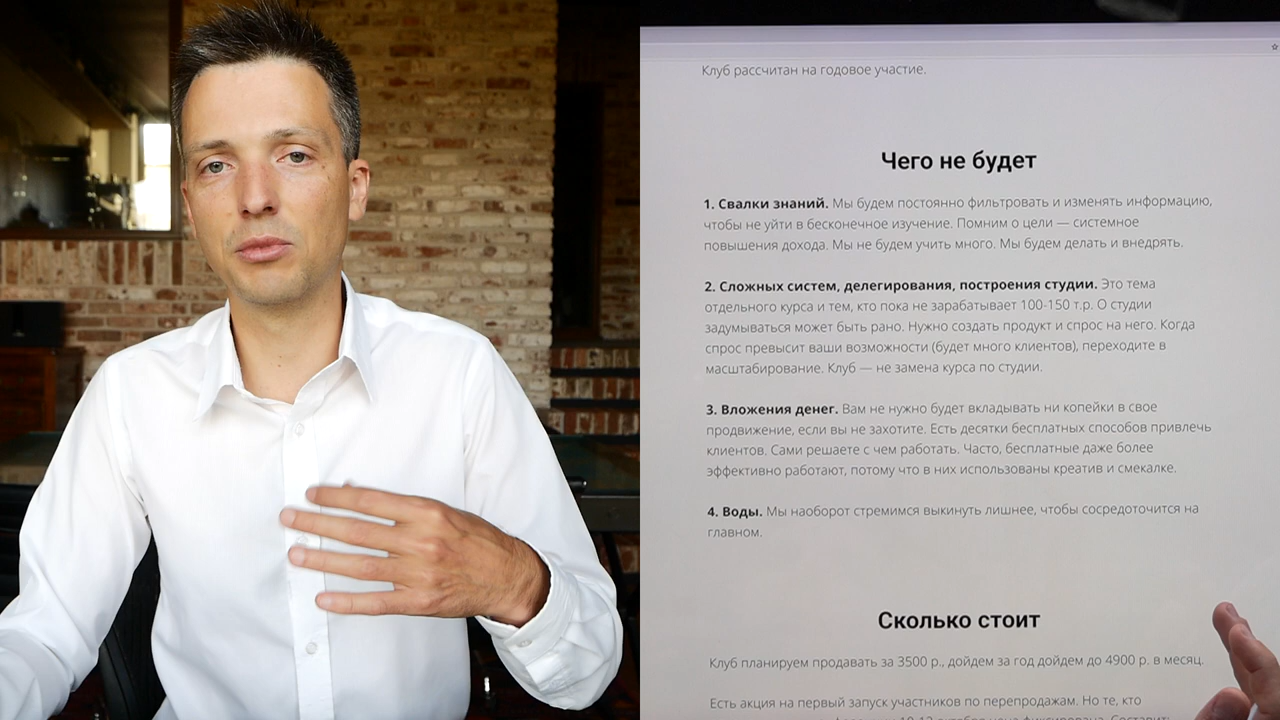 Клуб рассчитан на годовое участие.
Чего не будет
1. Свалки знаний. Мы будем постоянно фильтровать и изменять информацию,
чтобы не уйти в бесконечное изучение. Помним о цели — системное
повышения дохода. Мы не будем учить много. Мы будем делать и внедрять.
2. Сложных систем, делегирования, построения студии. Это тема
отдельного курса и тем, кто пока не зарабатывает 100-150 т.р. О студии
задумываться может быть рано. Нужно создать продукт и спрос на него. Когда
спрос превысит ваши возможности (будет много клиентов), переходите в
масштабирование. Клуб — не замена курса по студии.
3. Вложения денег. Вам не нужно будет вкладывать ни копейки в свое
продвижение, если вы не захотите. Есть десятки бесплатных способов привлечь
клиентов. Сами решаете с чем работать. Часто, бесплатные даже более
эффективно работают, потому что в них использованы креатив и смекалке.
4. Воды. Мы наоборот стремимся выкинуть лишнее, чтобы сосредоточится на
главном.
Сколько стоит
Клуб планируем продавать за 3500 р., дойдем за год дойдем до 4900 р. в месяц.
Есть акция на первый запуск участников по перепродажам. Но те, кто